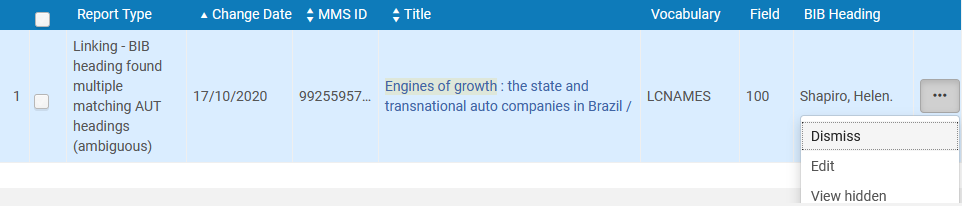 Report Type Change Date MMS ID Title Vocabulary Field BIB Heading
Linking - BIB
heading found
multiple
1 17/10/2020 99255957... Engines of growth : the state and LCNAMES 100 Shapiro, Helen.
matching AUT transnational auto companies in Brazil /
headings
(ambiguous)
Dismiss
Edit
View hidden